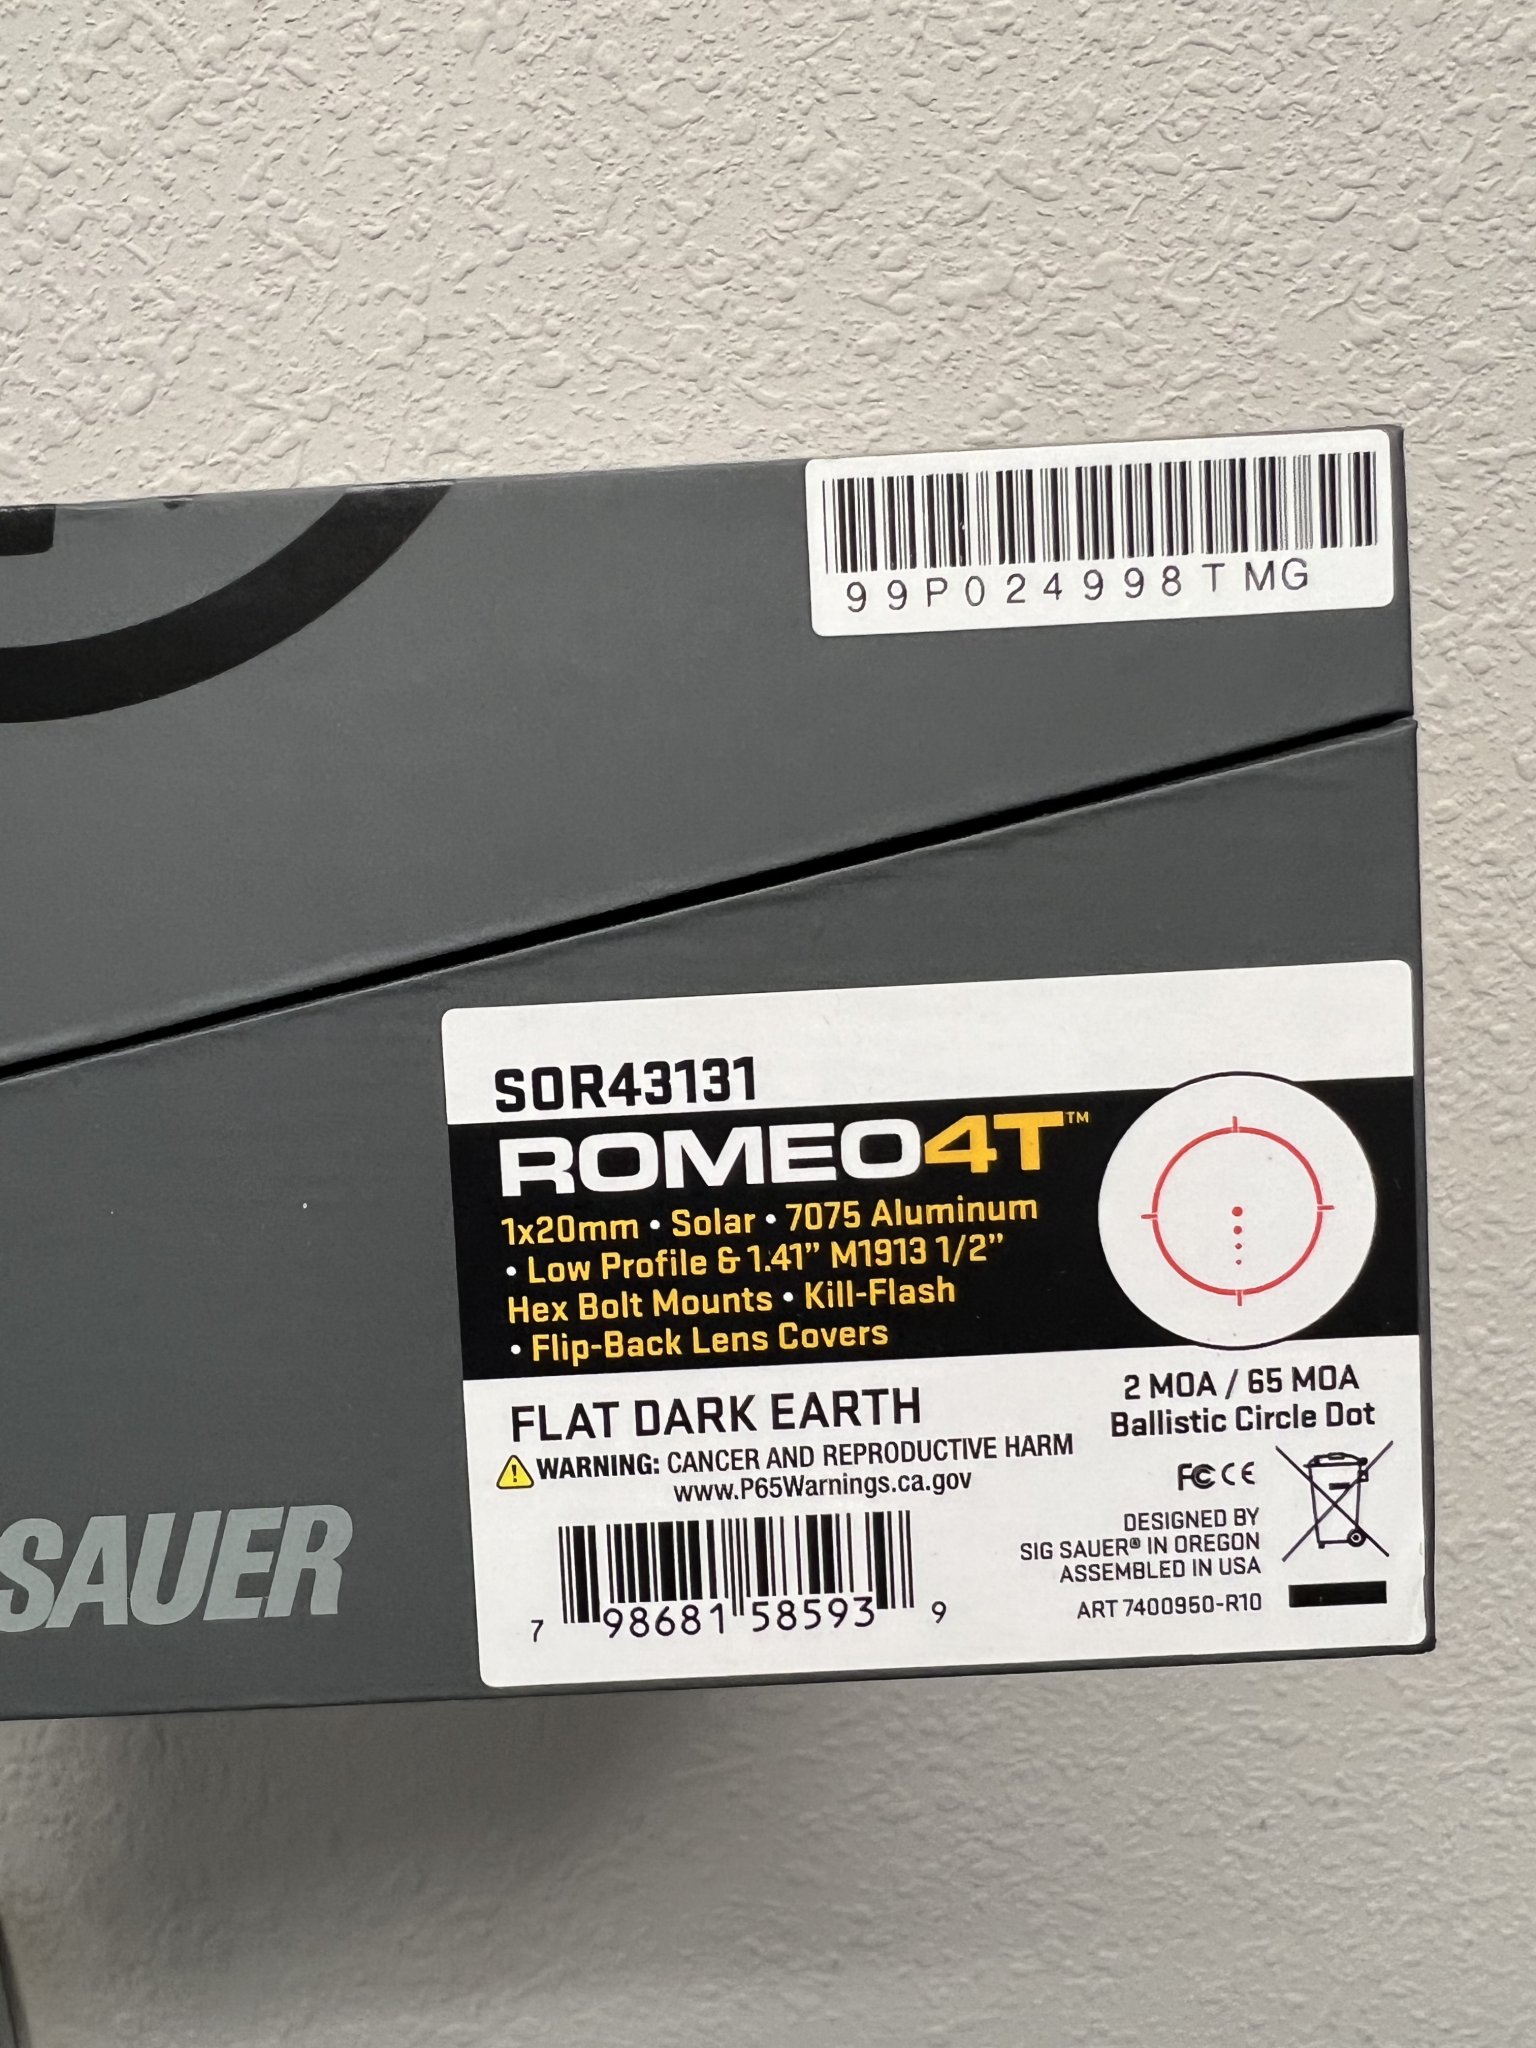 99P024998TMG
SOR43131
ROMEO4T™
1x20mm • Solar • 7075 Aluminum
• Low Profile & 1.41” M1913 1/2”
Hex Bolt Mounts • Kill-Flash
• Flip-Back Lens Covers
2 MOA / 65 MOA
Ballistic Circle Dot
FLAT DARK EARTH
WARNING: CANCER AND REPRODUCTIVE HARM
www.P65Warnings.ca.gov
FC CE
DESIGNED BY
SIG SAUER® IN OREGON
ASSEMBLED IN USA
ART 7400950-R10
7 98681 58593 9
SAUER